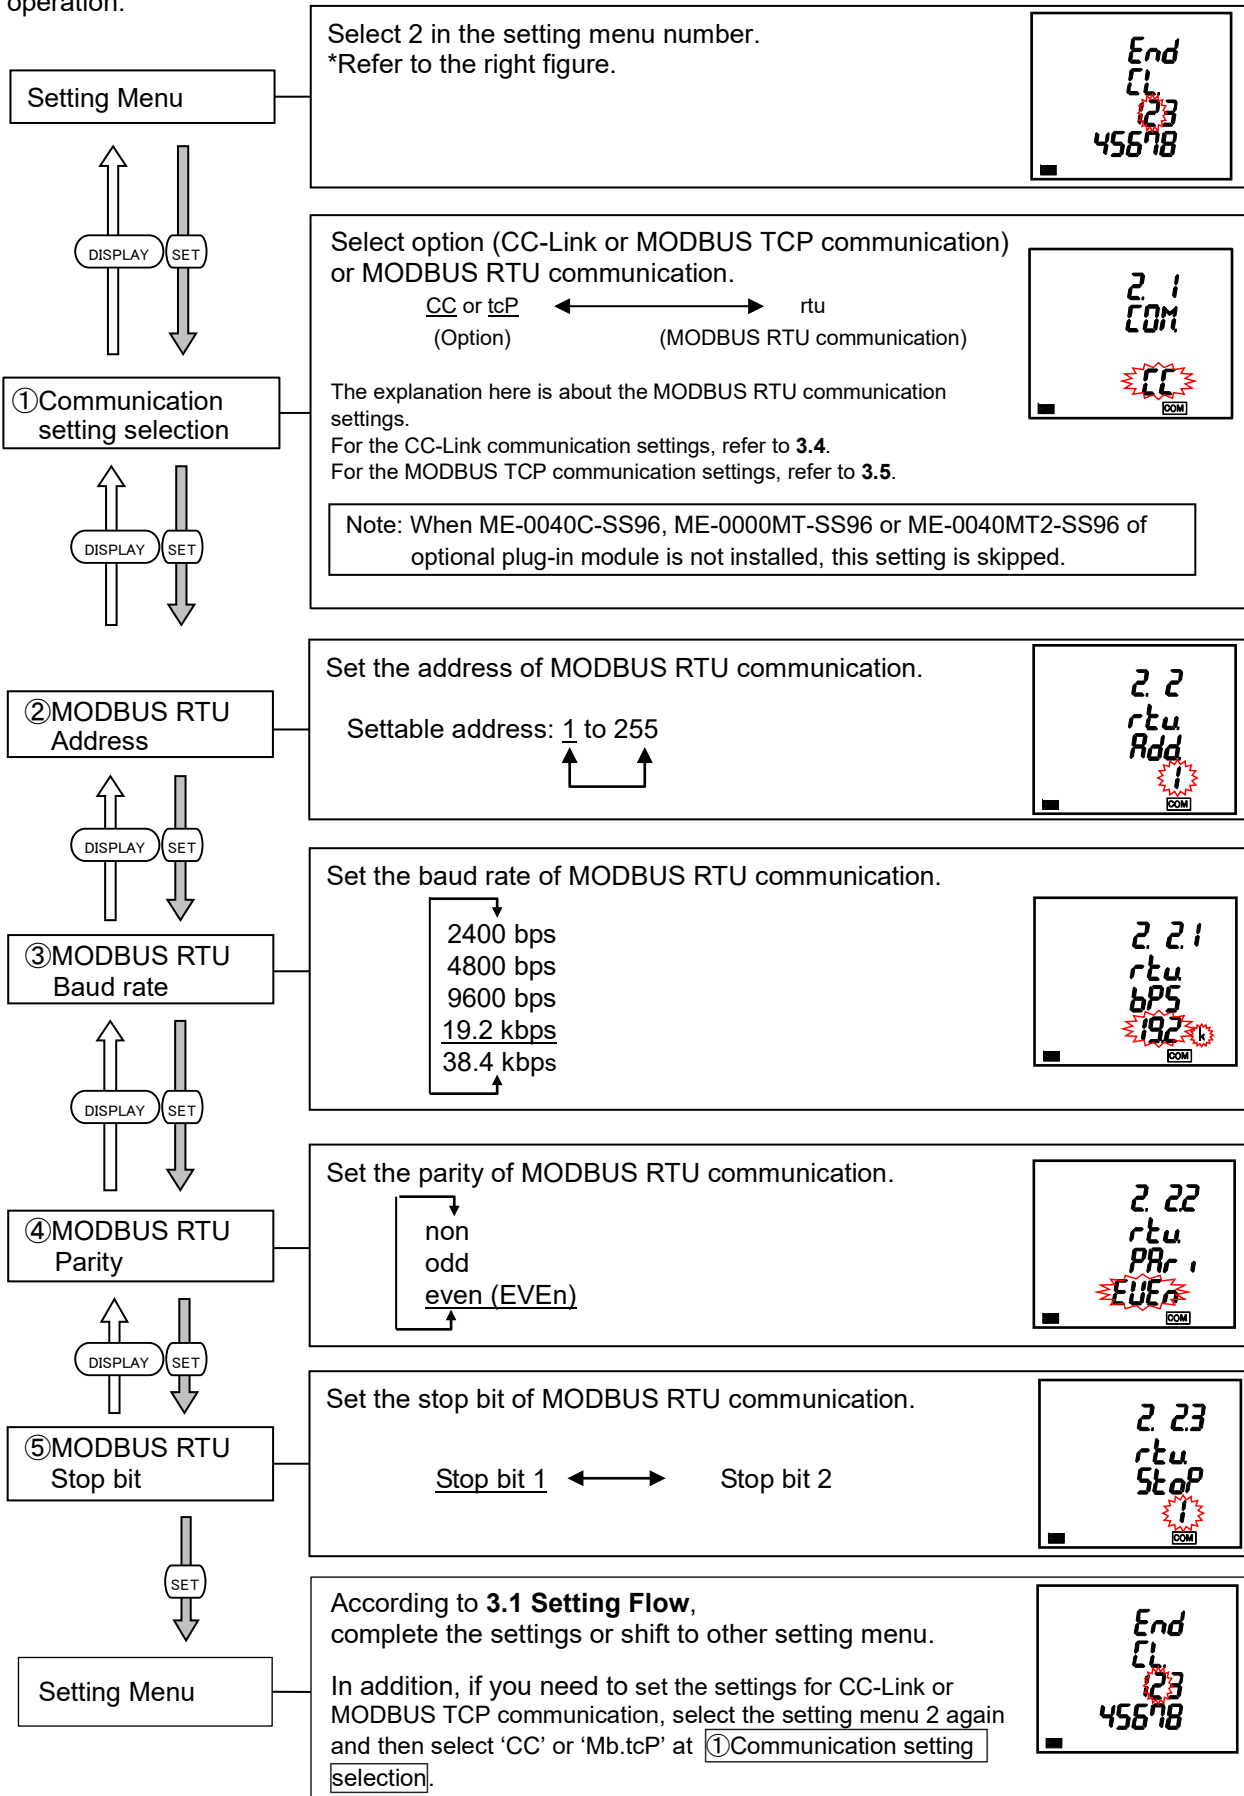 operation.
Select 2 in the setting menu number.
*Refer to the right figure.
Setting Menu
End
CL.
123
45678
DISPLAY
SET
Select option (CC-Link or MODBUS TCP communication)
or MODBUS RTU communication.
CC or tcP rtu
(Option) (MODBUS RTU communication)
2. 1
COM.
CC
COM
①Communication
setting selection
The explanation here is about the MODBUS RTU communication
settings.
For the CC-Link communication settings, refer to 3.4.
For the MODBUS TCP communication settings, refer to 3.5.
Note: When ME-0040C-SS96, ME-0000MT-SS96 or ME-0040MT2-SS96 of
optional plug-in module is not installed, this setting is skipped.
DISPLAY
SET
Set the address of MODBUS RTU communication.
②MODBUS RTU
Address
Settable address: 1 to 255
2. 2
rtu.
Add.
1
COM
DISPLAY
SET
Set the baud rate of MODBUS RTU communication.
2400 bps
4800 bps
9600 bps
19.2 kbps
38.4 kbps
③MODBUS RTU
Baud rate
2. 2.1
rtu.
bPS
19.2 k
COM
DISPLAY
SET
Set the parity of MODBUS RTU communication.
non
odd
even (EVEn)
④MODBUS RTU
Parity
2. 2.2
rtu.
PAri
EVEn
COM
DISPLAY
SET
Set the stop bit of MODBUS RTU communication.
⑤MODBUS RTU
Stop bit
Stop bit 1 Stop bit 2
2. 2.3
rtu.
StoP
1
COM
SET
According to 3.1 Setting Flow,
complete the settings or shift to other setting menu.
Setting Menu
In addition, if you need to set the settings for CC-Link or
MODBUS TCP communication, select the setting menu 2 again
and then select ‘CC’ or ‘Mb.tcP’ at ①Communication setting
selection.
End
CL.
123
45678